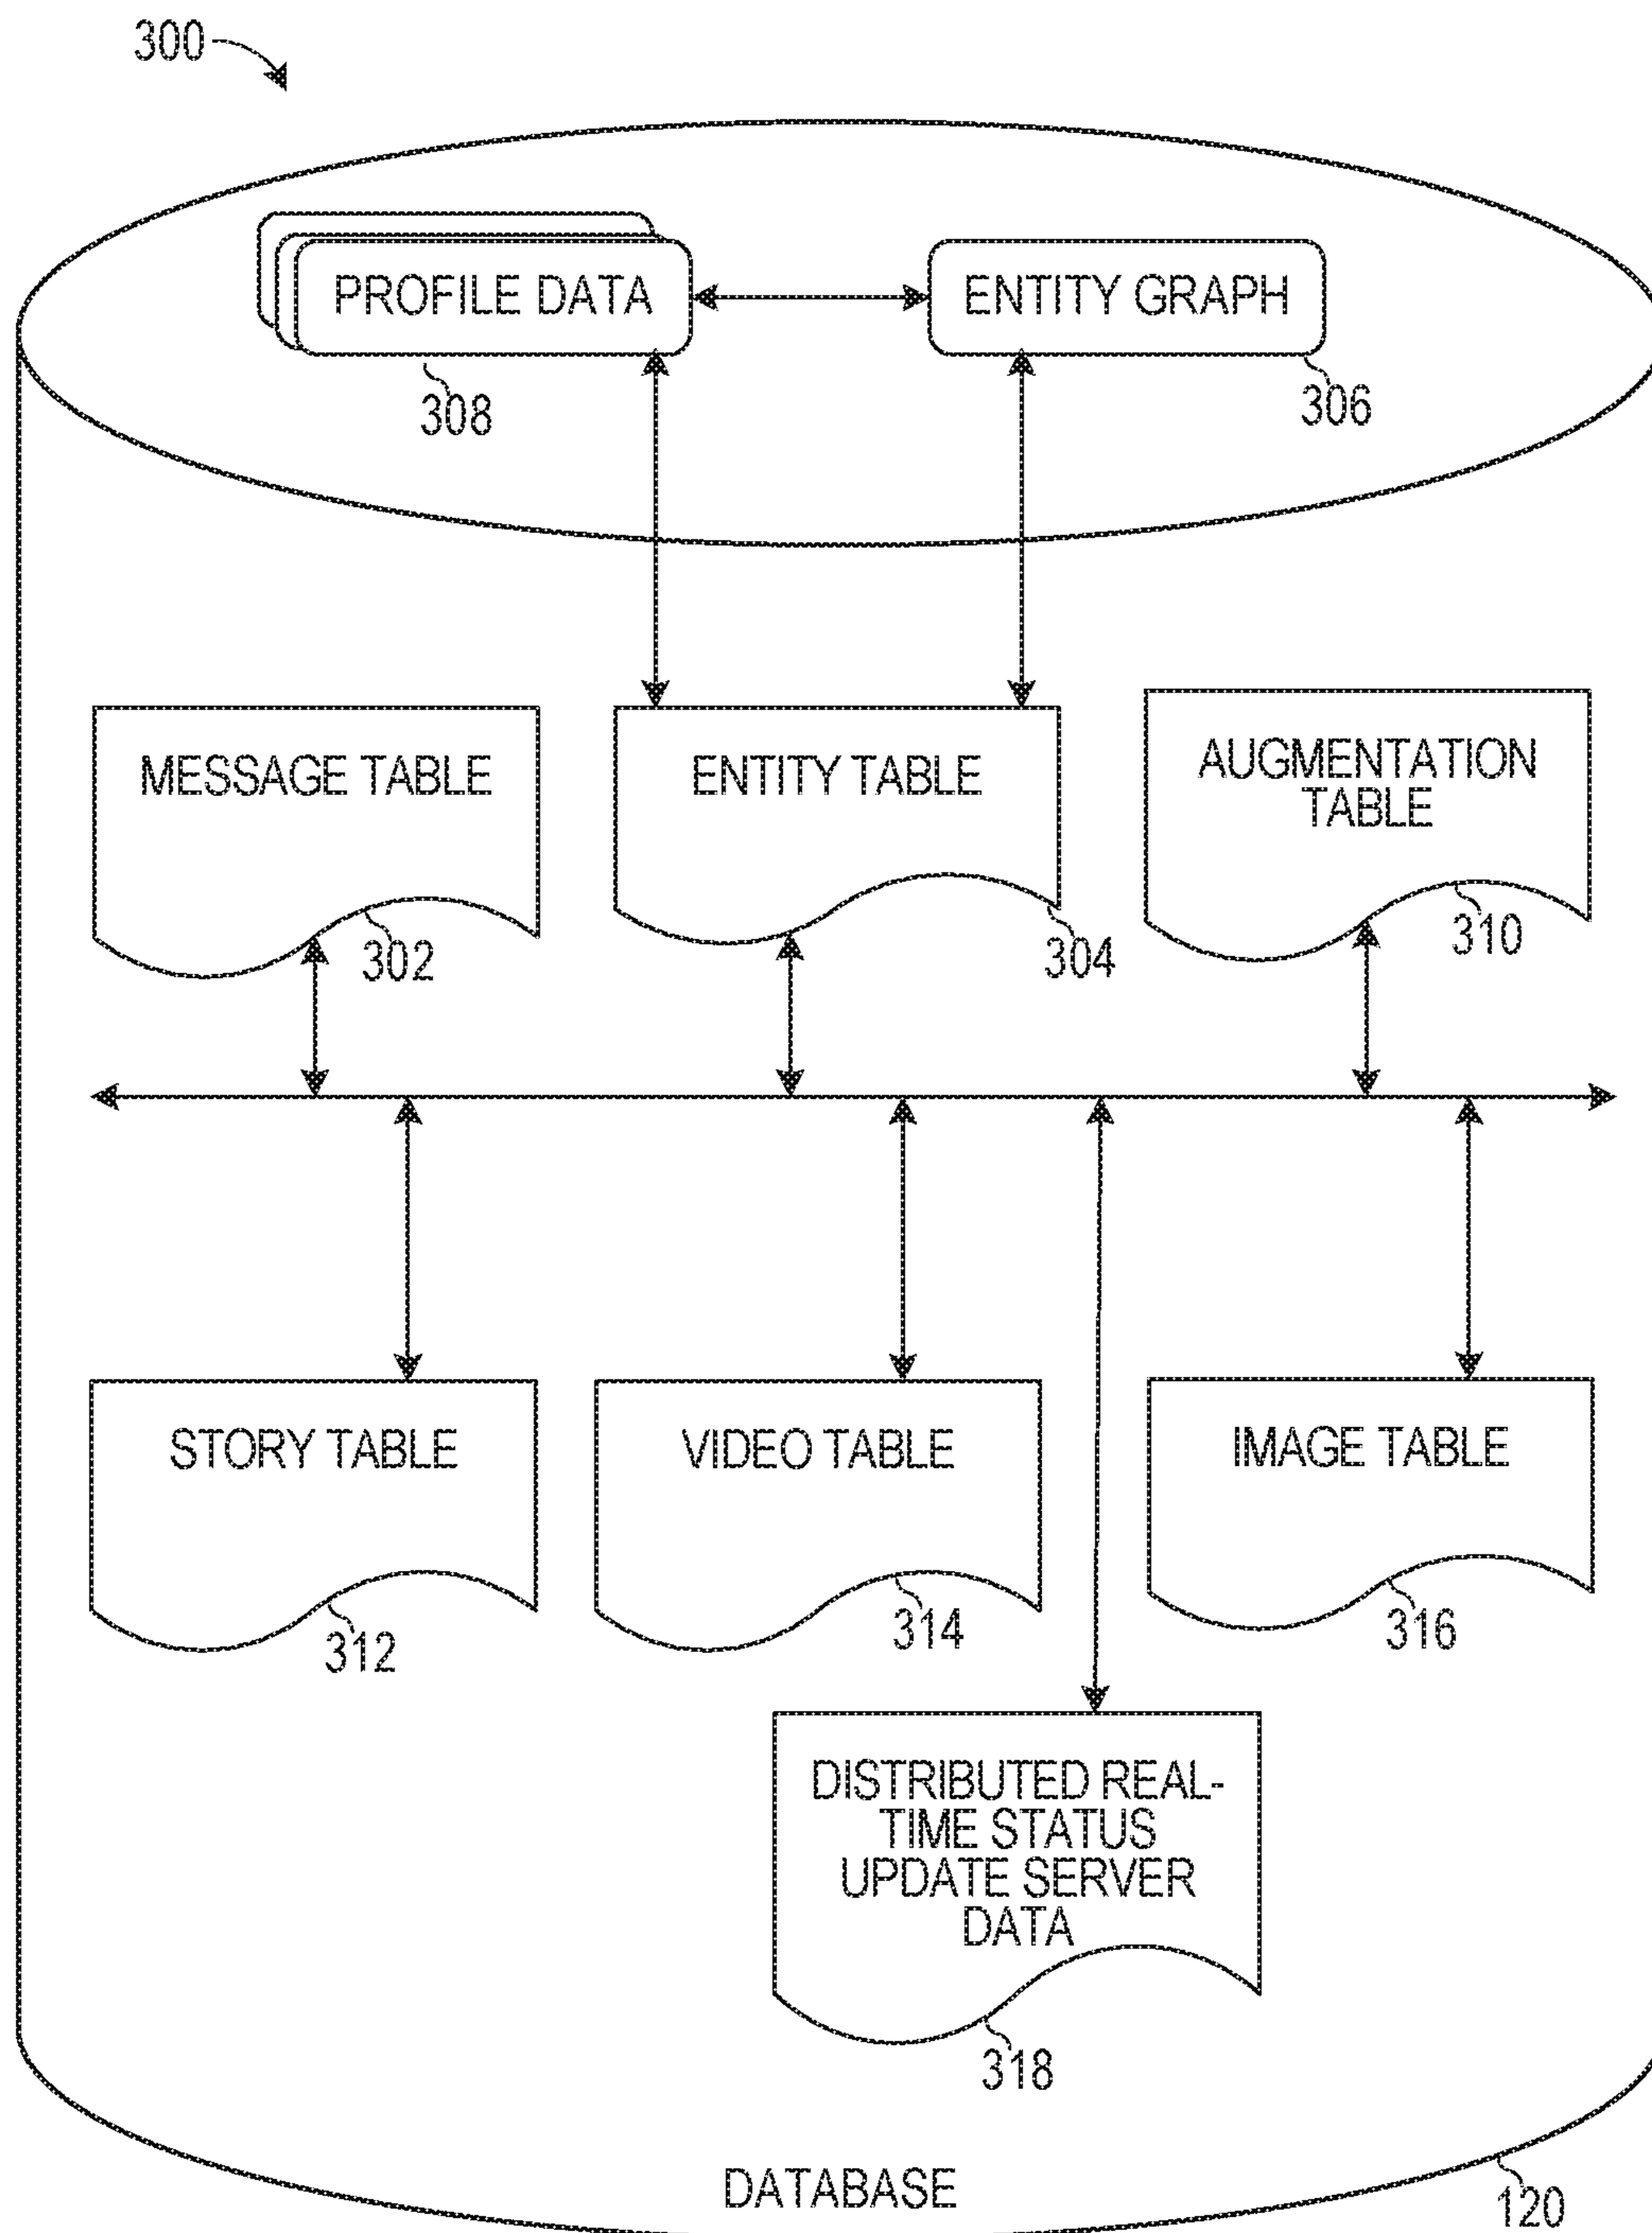 300
PROFILE DATA
ENTITY GRAPH
308
306
MESSAGE TABLE
ENTITY TABLE
AUGMENTATION
TABLE
302
304
310
STORY TABLE
VIDEO TABLE
IMAGE TABLE
312
314
316
DISTRIBUTED REAL-
TIME STATUS
UPDATE SERVER
DATA
318
DATABASE
120